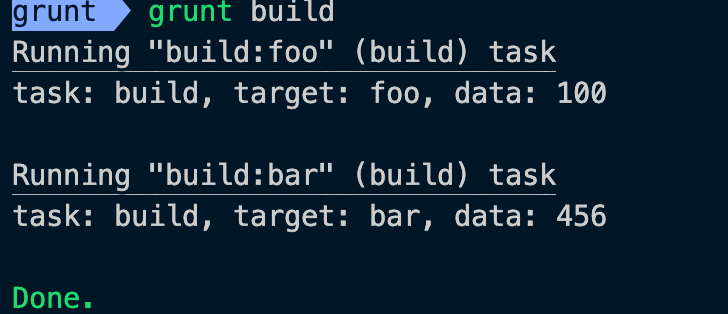 grunt grunt build
Running "build:foo" (build) task
task: build, target: foo, data: 100
Running "build:bar" (build) task
task: build, target: bar, data: 456
Done.